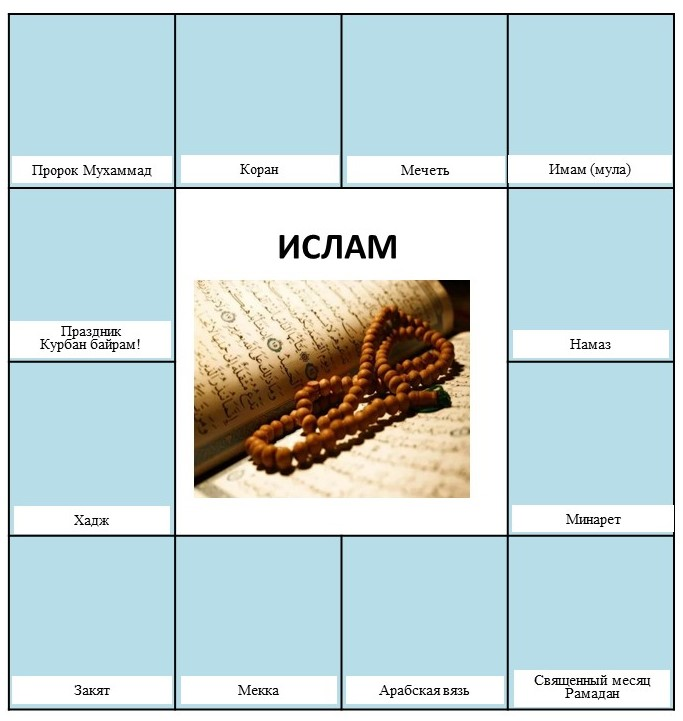 Пророк Мухаммад
Коран
Мечеть
Имам (мула)
ИСЛАМ
Праздник
Курбан байрам!
Намаз
Хадж
Минарет
Закят
Мекка
Арабская вязь
Священный месяц
Рамадан